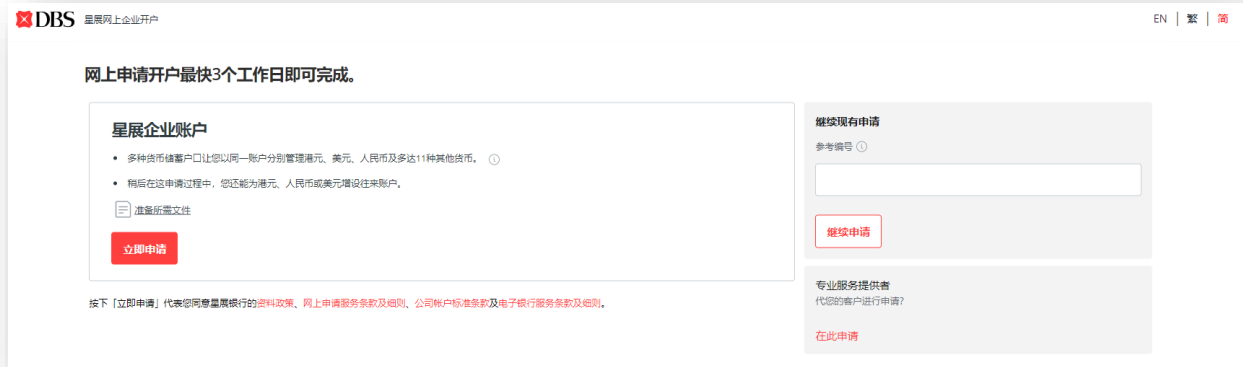 DBS 星展网上企业开户
EN | 繁 | 简
网上申请开户最快3个工作日即可完成。
星展企业账户
多种货币储蓄户口让您以同一账户分别管理港元、美元、人民币及多达11种其他货币。
稍后在这申请过程中，您还能为港元、人民币或美元增设往来账户。
准备所需文件
立即申请
按下「立即申请」代表您同意星展银行的资料政策、网上申请服务条款及细则、公司帐户标准条款及电子银行服务条款及细则。
继续现有申请
参考编号
继续申请
专业服务提供者
代您的客户进行申请？
在此申请